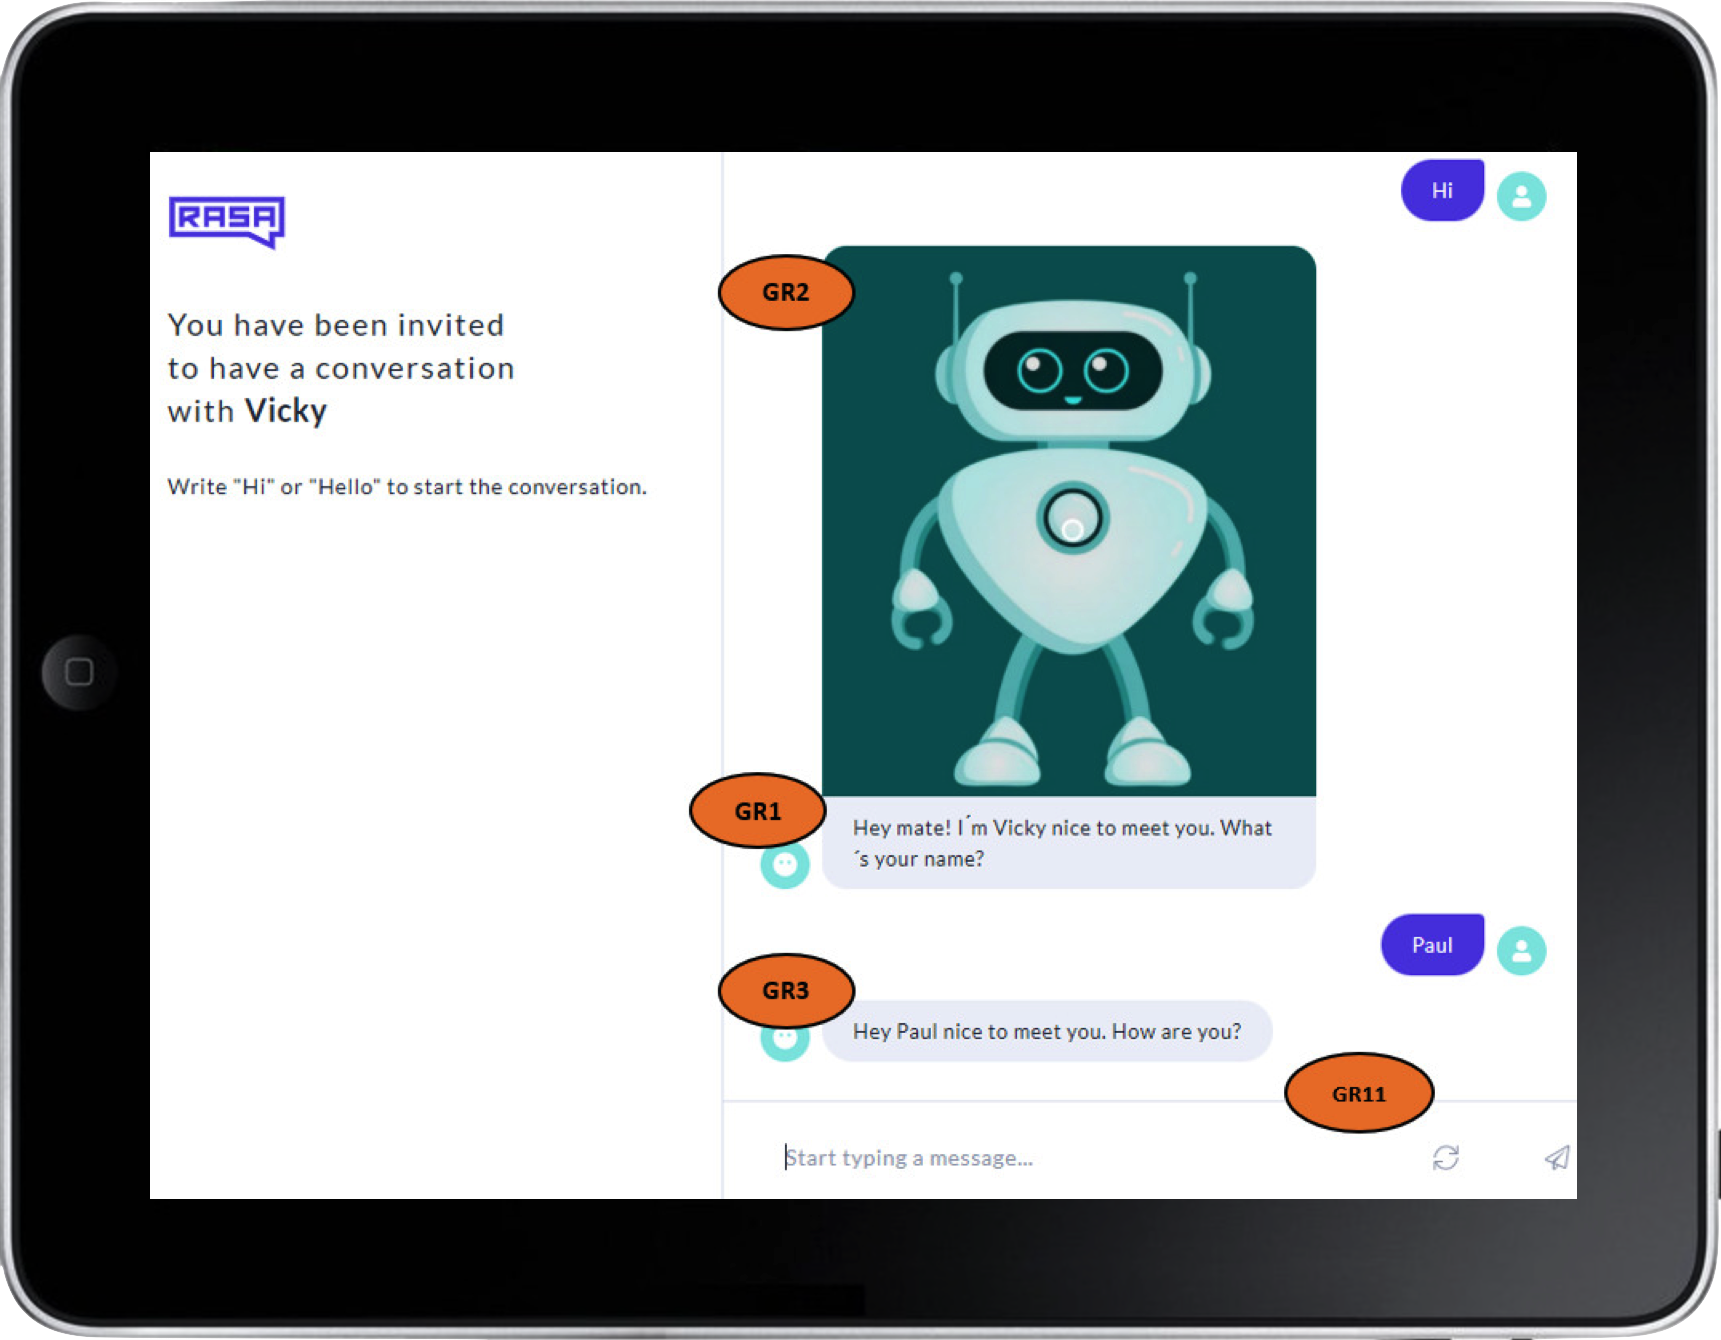 RASA
You have been invited
to have a conversation
with Vicky
Write "Hi" or "Hello" to start the conversation.
Hi
GR2
GR1
Hey mate! I´m Vicky nice to meet you. What
´s your name?
Paul
GR3
Hey Paul nice to meet you. How are you?
GR11
Start typing a message...